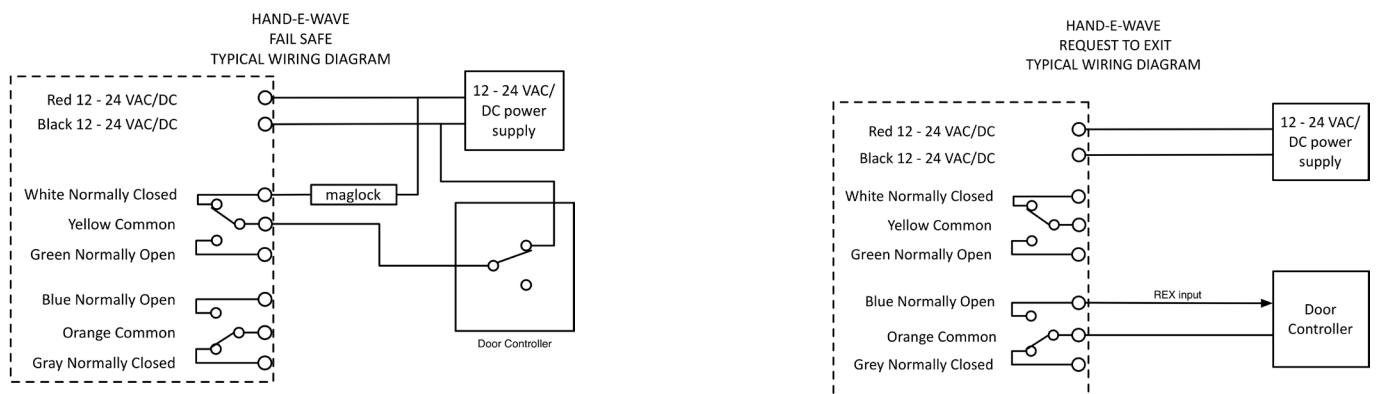 HAND-E-WAVE
FAIL SAFE
TYPICAL WIRING DIAGRAM
Red 12 - 24 VAC/DC
Black 12 - 24 VAC/DC
12 - 24 VAC/
DC power
supply
White Normally Closed
maglock
Yellow Common
Green Normally Open
Blue Normally Open
Orange Common
Gray Normally Closed
Door Controller
HAND-E-WAVE
REQUEST TO EXIT
TYPICAL WIRING DIAGRAM
Red 12 - 24 VAC/DC
Black 12 - 24 VAC/DC
12 - 24 VAC/
DC power
supply
White Normally Closed
Yellow Common
Green Normally Open
Blue Normally Open
REX input
Orange Common
Grey Normally Closed
Door
Controller